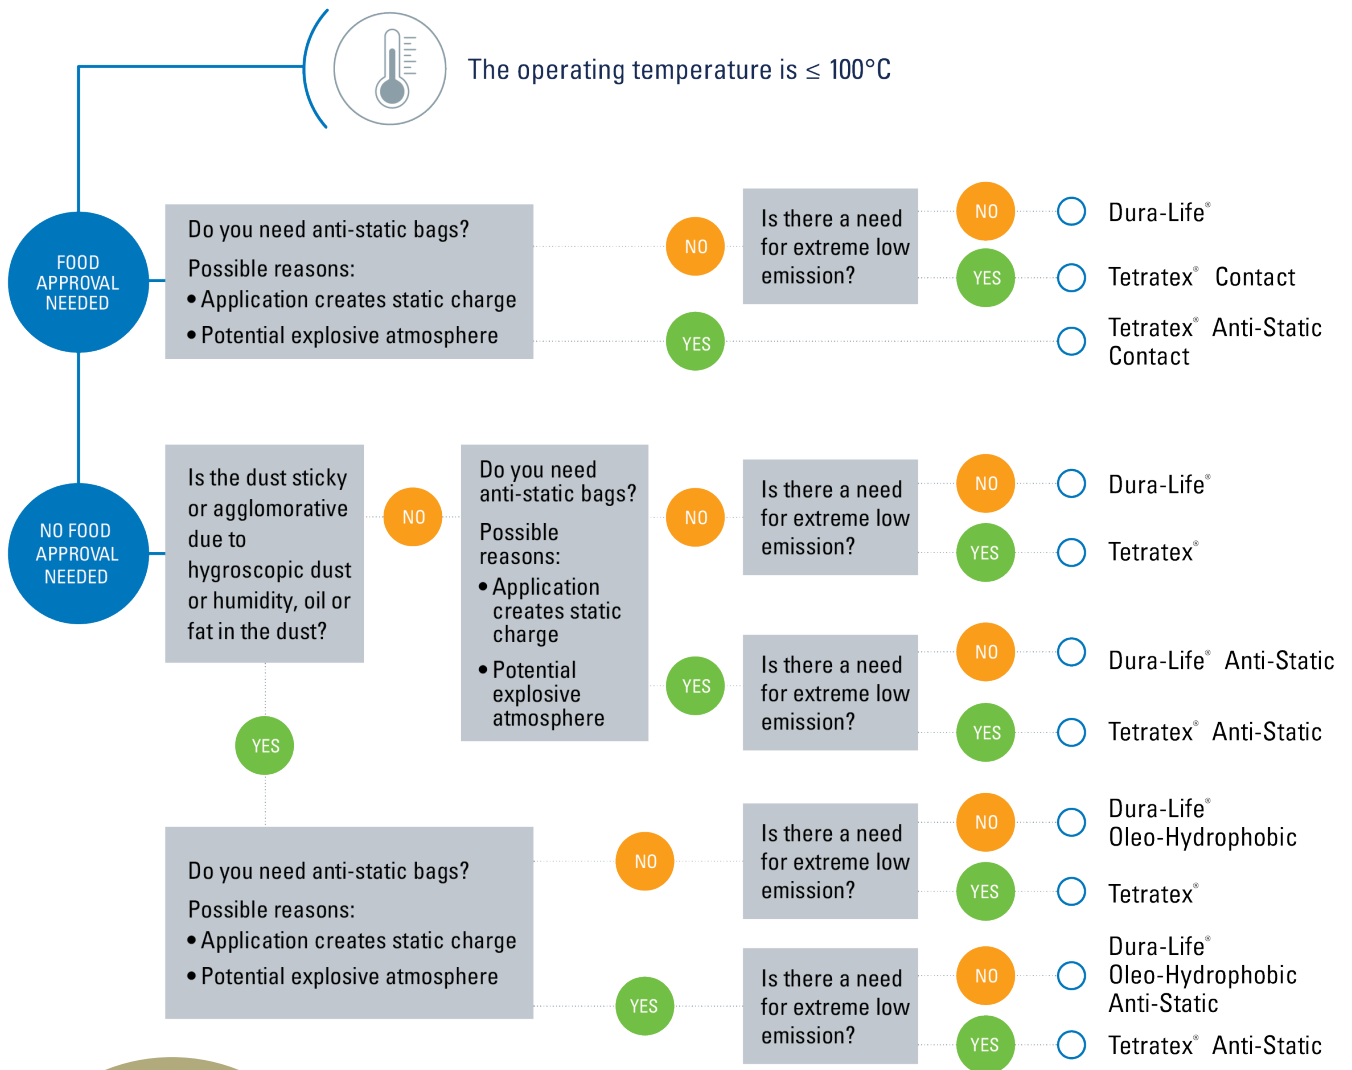 The operating temperature is ≤ 100°C
FOOD
APPROVAL
NEEDED
Do you need anti-static bags?
Possible reasons:
• Application creates static charge
• Potential explosive atmosphere
NO
Is there a need
for extreme low
emission?
NO
Dura-Life®
YES
Tetratex® Contact
YES
Tetratex® Anti-Static
Contact
NO FOOD
APPROVAL
NEEDED
Is the dust sticky
or agglomorative
due to
hygroscopic dust
or humidity, oil or
fat in the dust?
NO
Do you need
anti-static bags?
Possible
reasons:
• Application
creates static
charge
• Potential
explosive
atmosphere
NO
Is there a need
for extreme low
emission?
NO
Dura-Life®
YES
Tetratex®
YES
Is there a need
for extreme low
emission?
NO
Dura-Life® Anti-Static
YES
Tetratex® Anti-Static
YES
Do you need anti-static bags?
Possible reasons:
• Application creates static charge
• Potential explosive atmosphere
NO
Is there a need
for extreme low
emission?
NO
Dura-Life®
Oleo-Hydrophobic
YES
Tetratex®
YES
Is there a need
for extreme low
emission?
NO
Dura-Life®
Oleo-Hydrophobic
Anti-Static
YES
Tetratex® Anti-Static